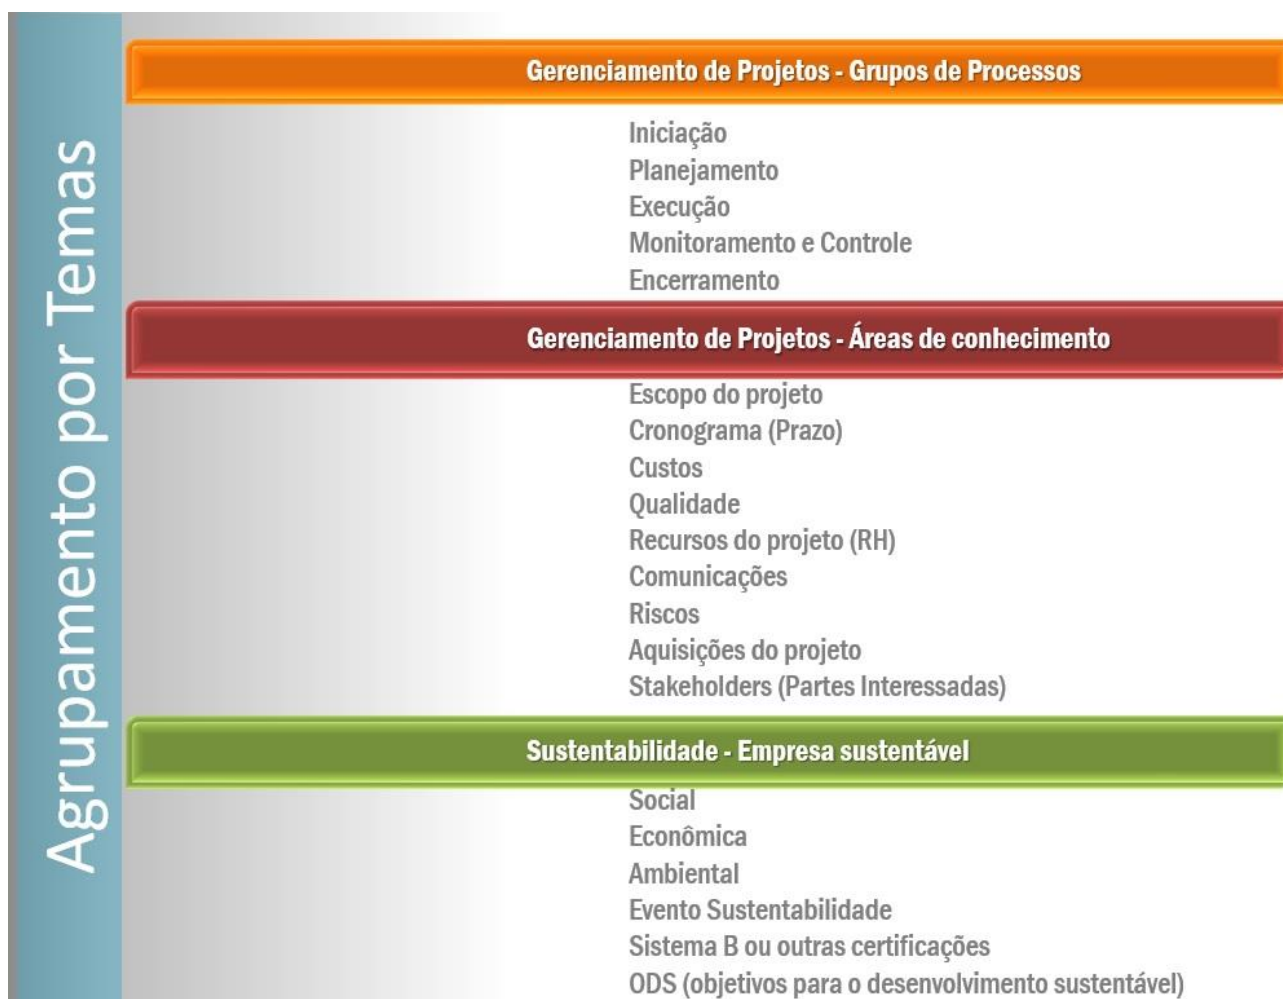 Agrupamento por Temas
Gerenciamento de Projetos - Grupos de Processos
Iniciação
Planejamento
Execução
Monitoramento e Controle
Encerramento
Gerenciamento de Projetos - Áreas de conhecimento
Escopo do projeto
Cronograma (Prazo)
Custos
Qualidade
Recursos do projeto (RH)
Comunicações
Riscos
Aquisições do projeto
Stakeholders (Partes Interessadas)
Sustentabilidade - Empresa sustentável
Social
Econômica
Ambiental
Evento Sustentabilidade
Sistema B ou outras certificações
ODS (objetivos para o desenvolvimento sustentável)